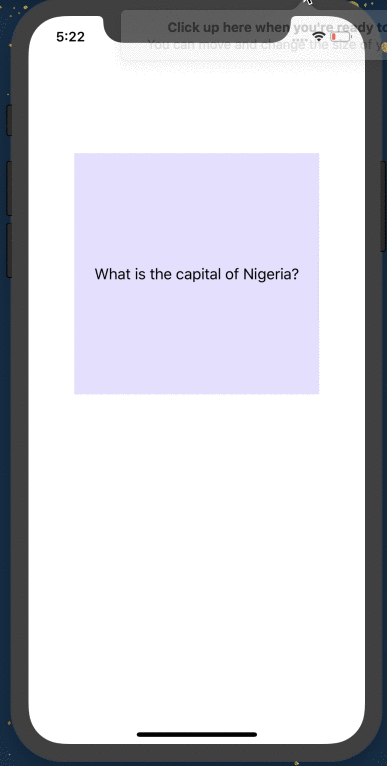 Click up here when you're ready to
You can move and change the size of y
5:22
What is the capital of Nigeria?